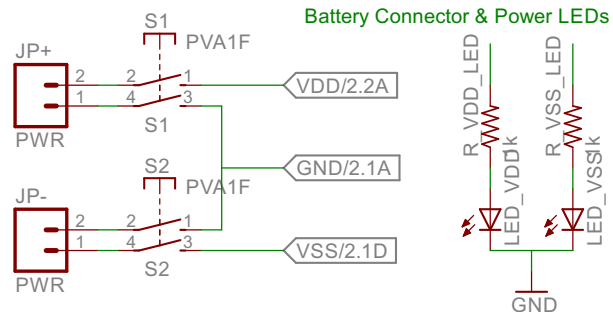 Battery Connector & Power LEDs
S1
PVA1F
JP+
2 2 1
1 4 3
PWR
S1
VDD/2.2A
GND/2.1A
S2
PVA1F
JP-
2 2 1
1 4 3
PWR
S2
VSS/2.1D
R_VDD_LED
1k
LED_VDD
R_VSS_LED
1k
LED_VSS
GND